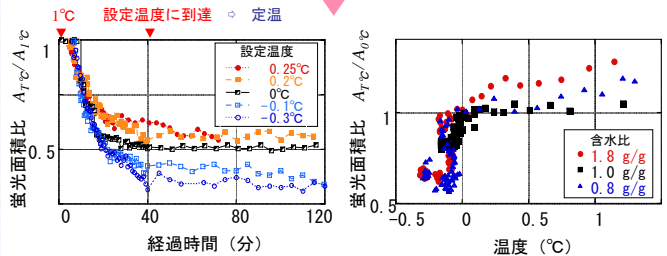 1℃ 設定温度に到達 ⇨ 定温
蛍光面積比 A_T℃/A_1℃
1
0.5
0 40 80 120
経過時間（分）
設定温度
0.25℃
0.2℃
0℃
-0.1℃
-0.3℃
蛍光面積比 A_T℃/A_0℃
1
0.5
-0.5 0 0.5 1 1.5
温度（℃）
含水比
1.8 g/g
1.0 g/g
0.8 g/g